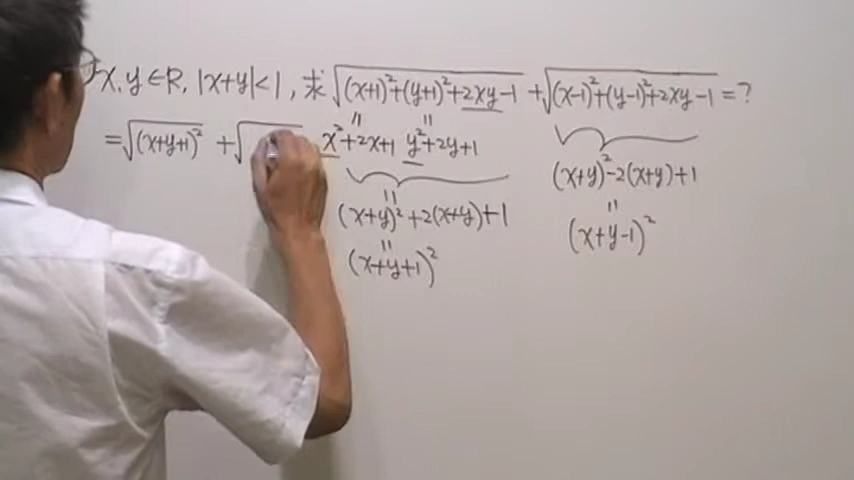 x, y∈R, |x+y|<1, 求 √((x+1)²+(y+1)²+2xy-1) + √((x-1)²+(y-1)²+2xy-1) = ?
= √((x+y+1)²) + √
x²+2x+1 y²+2y+1
(x+y)²+2(x+y)+1
(x+y+1)²
(x+y)²-2(x+y)+1
(x+y-1)²